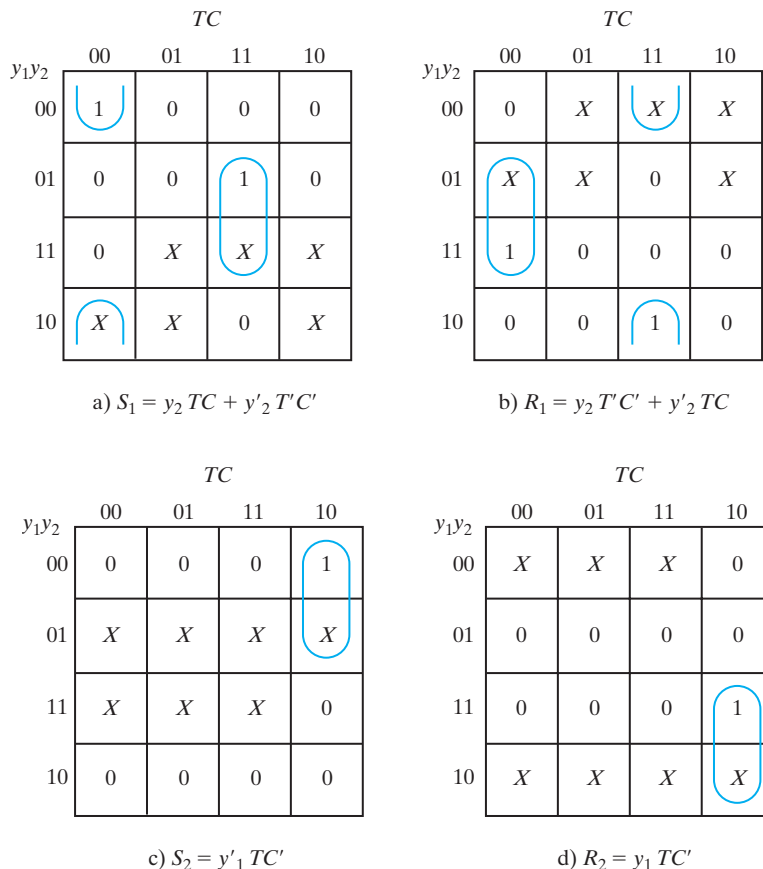 TC TC
y1y2 00 01 11 10 y1y2 00 01 11 10
00 1 0 0 0 00 0 X X X
01 0 0 1 0 01 X X 0 X
11 0 X X X 11 1 0 0 0
10 X X 0 X 10 0 0 1 0
a) S1 = y2 TC + y'2 T'C' b) R1 = y2 T'C' + y'2 TC
TC TC
y1y2 00 01 11 10 y1y2 00 01 11 10
00 0 0 0 1 00 X X X 0
01 X X X X 01 0 0 0 0
11 X X X 0 11 0 0 0 1
10 0 0 0 0 10 X X X X
c) S2 = y'1 TC' d) R2 = y1 TC'